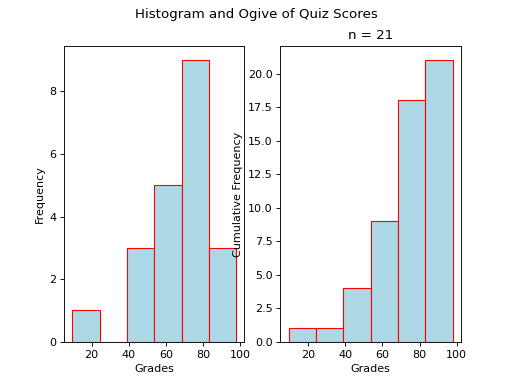 Histogram and Ogive of Quiz Scores
n = 21
Frequency
8
6
4
2
0
20 40 60 80 100
Grades
Cumulative Frequency
20.0
17.5
15.0
12.5
10.0
7.5
5.0
2.5
0.0
20 40 60 80 100
Grades